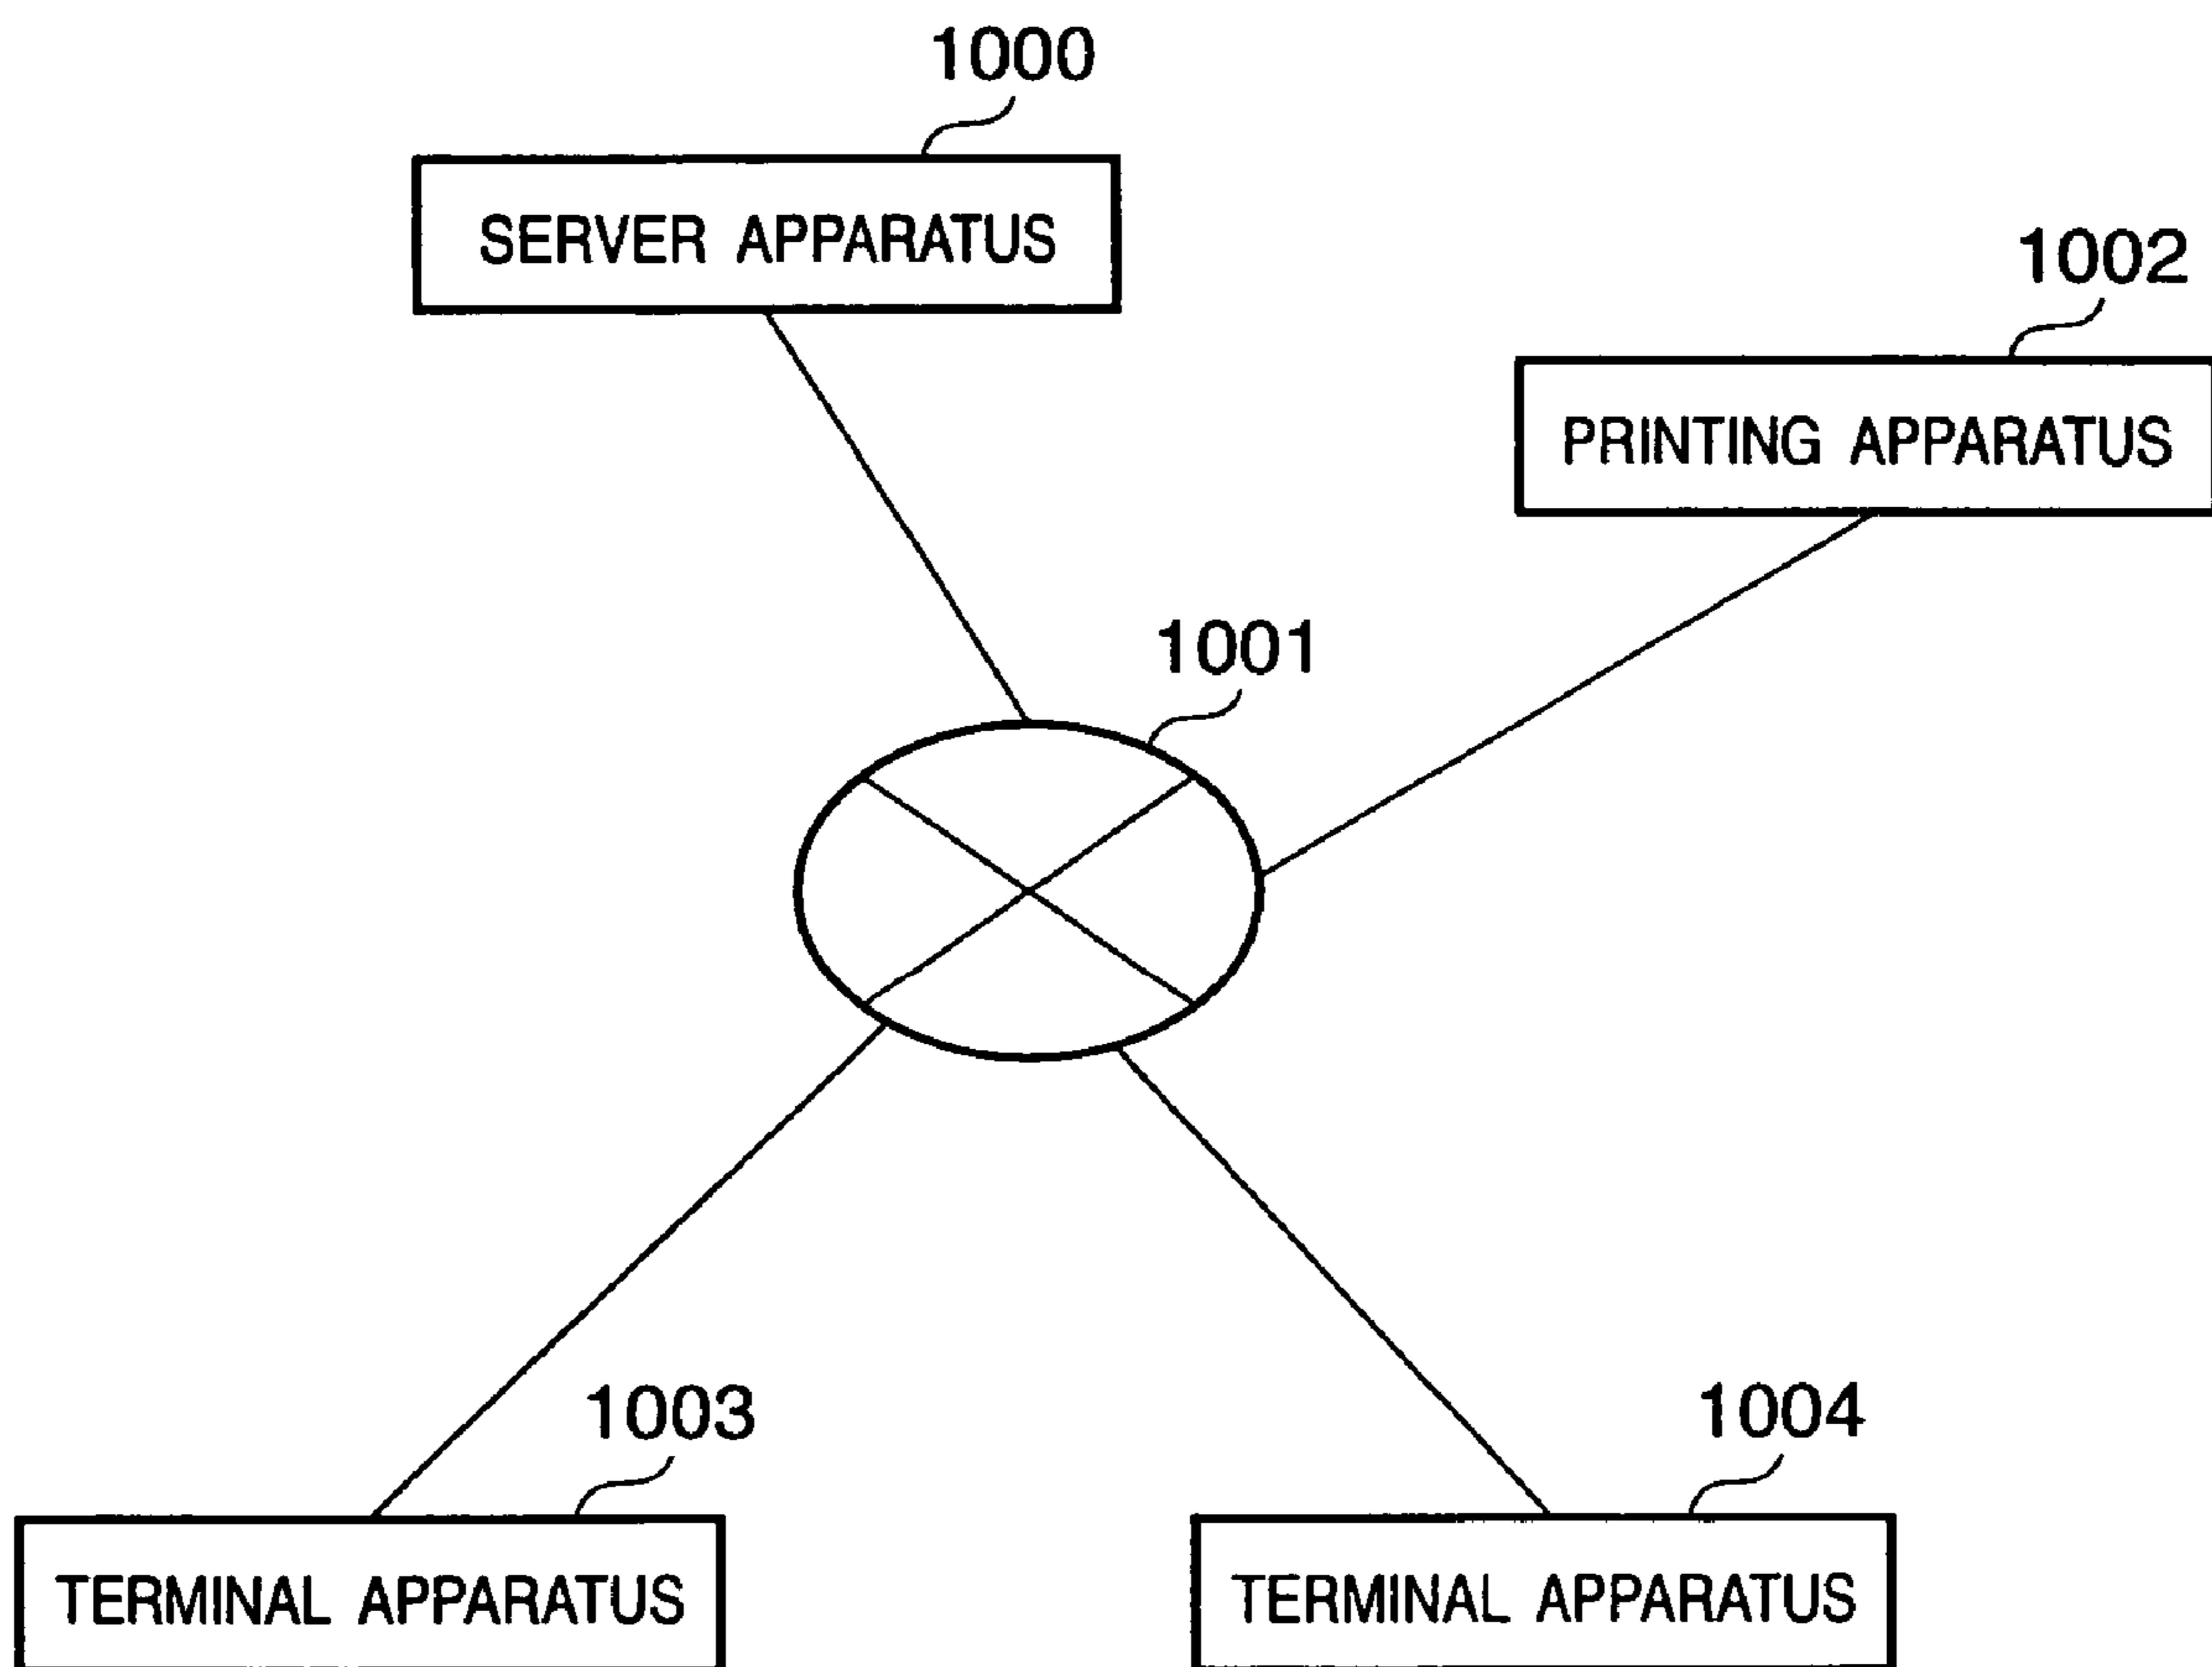 1000
SERVER APPARATUS
1002
PRINTING APPARATUS
1001
1003
TERMINAL APPARATUS
1004
TERMINAL APPARATUS